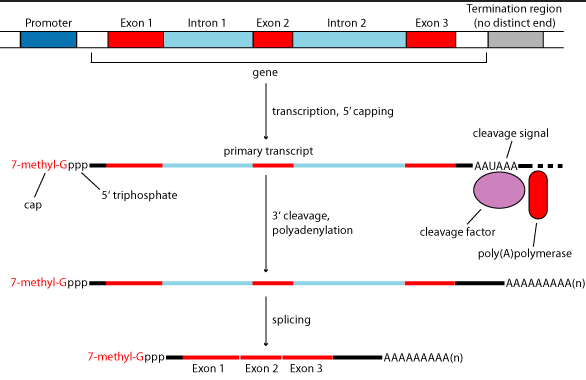 Termination region
Promoter Exon 1 Intron 1 Exon 2 Intron 2 Exon 3 (no distinct end)
gene
transcription, 5' capping
cleavage signal
primary transcript
7-methyl-Gppp AAUAAA
5' triphosphate
cap
3' cleavage,
polyadenylation
cleavage factor
poly(A)polymerase
7-methyl-Gppp AAAAAAAAA(n)
splicing
7-methyl-Gppp AAAAAAAAA(n)
Exon 1 Exon 2 Exon 3